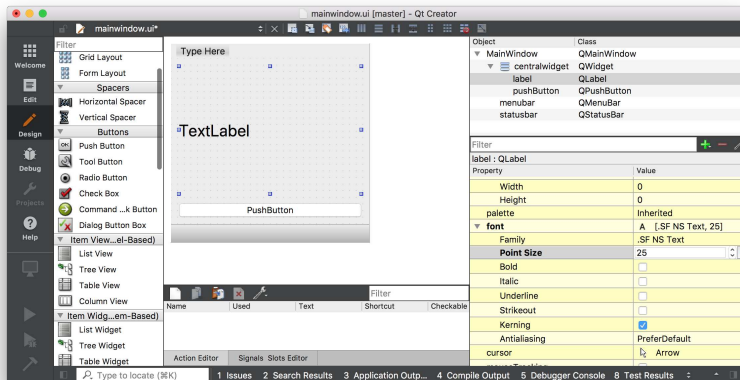 mainwindow.ui [master] - Qt Creator
mainwindow.ui*
Welcome
Edit
Design
Debug
Projects
Help
Filter
Grid Layout
Form Layout
Spacers
Horizontal Spacer
Vertical Spacer
Buttons
OK Push Button
Tool Button
Radio Button
Check Box
Command ...k Button
Dialog Button Box
Item View...el-Based)
List View
Tree View
Table View
Column View
Item Widg...em-Based)
List Widget
Tree Widget
Table Widget
Type Here
TextLabel
PushButton
Filter
Name Used Text Shortcut Checkable
Action Editor Signals Slots Editor
Object Class
MainWindow QMainWindow
centralwidget QWidget
label QLabel
pushButton QPushButton
menubar QMenuBar
statusbar QStatusBar
Filter
label : QLabel
Property Value
Width 0
Height 0
palette Inherited
font A [.SF NS Text, 25]
Family .SF NS Text
Point Size 25
Bold
Italic
Underline
Strikeout
Kerning
Antialiasing PreferDefault
cursor Arrow
Type to locate (⌘K)
1 Issues 2 Search Results 3 Application Outp... 4 Compile Output 5 Debugger Console 8 Test Results